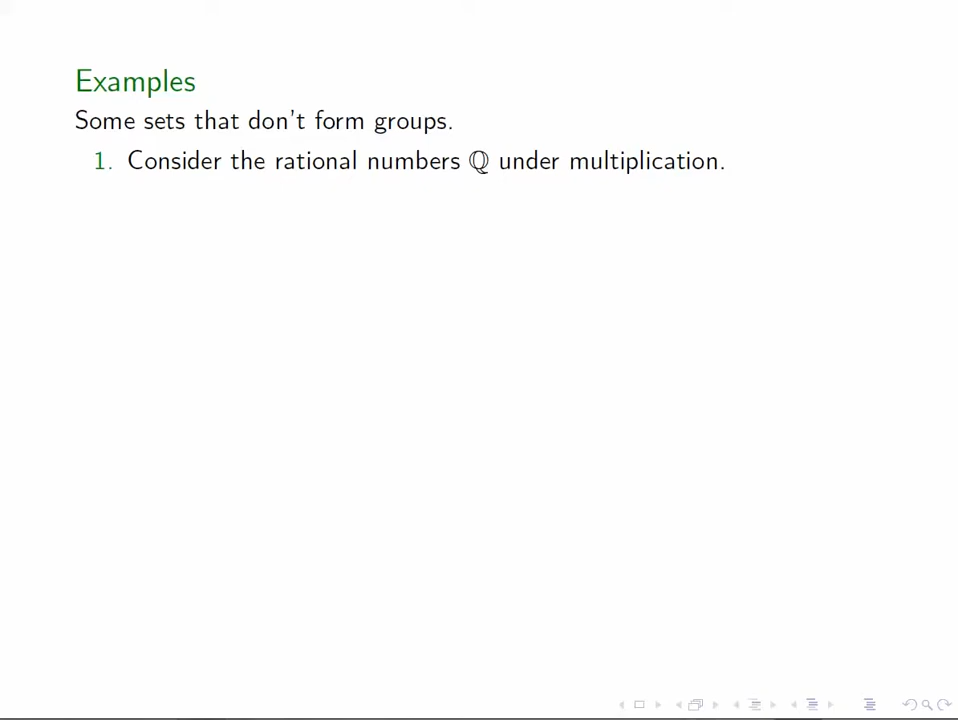 Examples
Some sets that don't form groups.
1. Consider the rational numbers ℚ under multiplication.